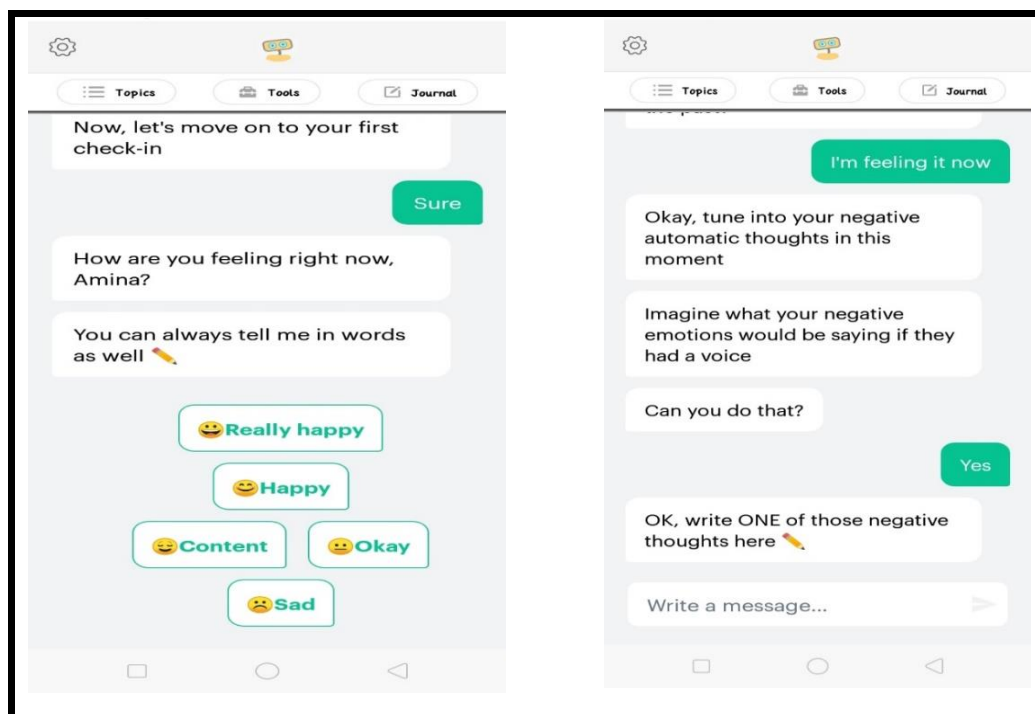 Topics Tools Journal
Now, let's move on to your first
check-in
Sure
How are you feeling right now,
Amina?
You can always tell me in words
as well ✏️
😀Really happy
😊Happy
😌Content 😐Okay
☹️Sad
Topics Tools Journal
I'm feeling it now
Okay, tune into your negative
automatic thoughts in this
moment
Imagine what your negative
emotions would be saying if they
had a voice
Can you do that?
Yes
OK, write ONE of those negative
thoughts here ✏️
Write a message...